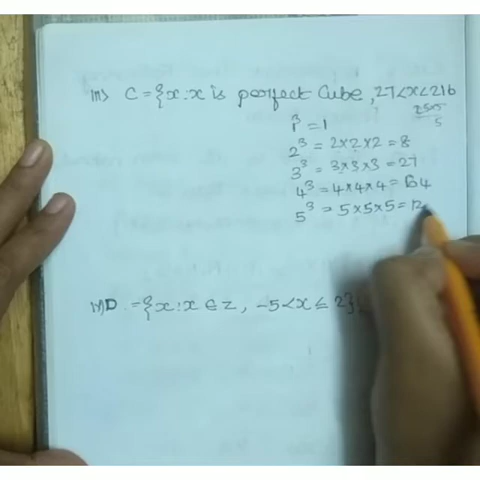 iii) C = {x : x is perfect Cube, 27 < x < 216
5
1³ = 1
2³ = 2×2×2 = 8
3³ = 3×3×3 = 27
4³ = 4×4×4 = 64
5³ = 5×5×5 = 12
iv) D = {x : x ∈ z, -5 < x ≤ 2}